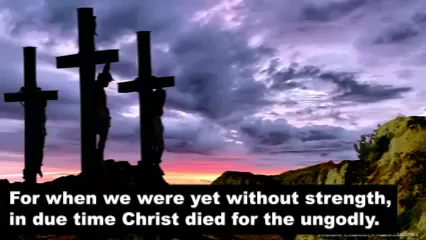 For when we were yet without strength,
in due time Christ died for the ungodly.